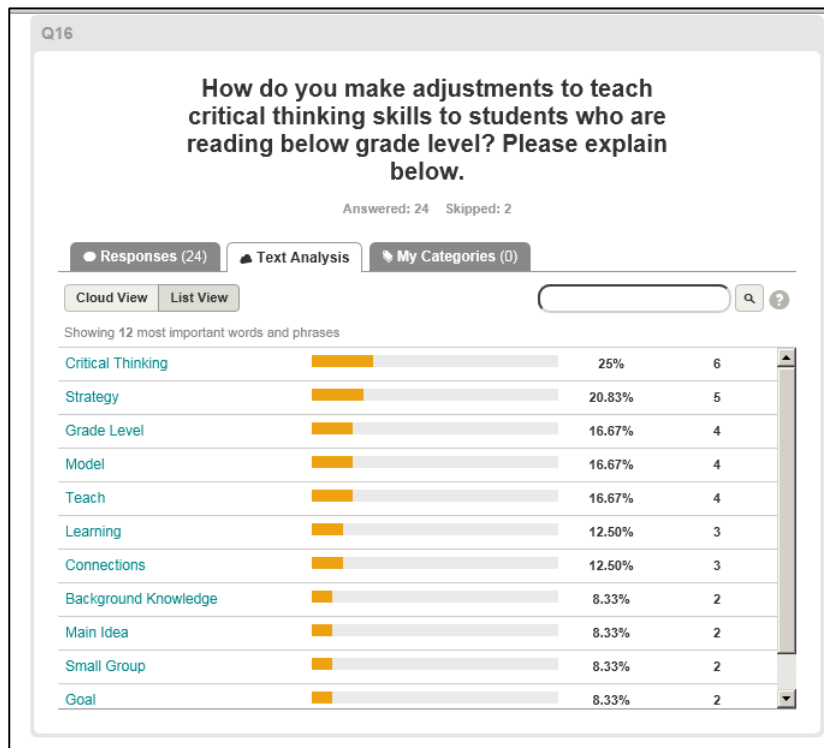 Q16
How do you make adjustments to teach
critical thinking skills to students who are
reading below grade level? Please explain
below.
Answered: 24 Skipped: 2
Responses (24) Text Analysis My Categories (0)
Cloud View List View ?
Showing 12 most important words and phrases
Critical Thinking 25% 6
Strategy 20.83% 5
Grade Level 16.67% 4
Model 16.67% 4
Teach 16.67% 4
Learning 12.50% 3
Connections 12.50% 3
Background Knowledge 8.33% 2
Main Idea 8.33% 2
Small Group 8.33% 2
Goal 8.33% 2